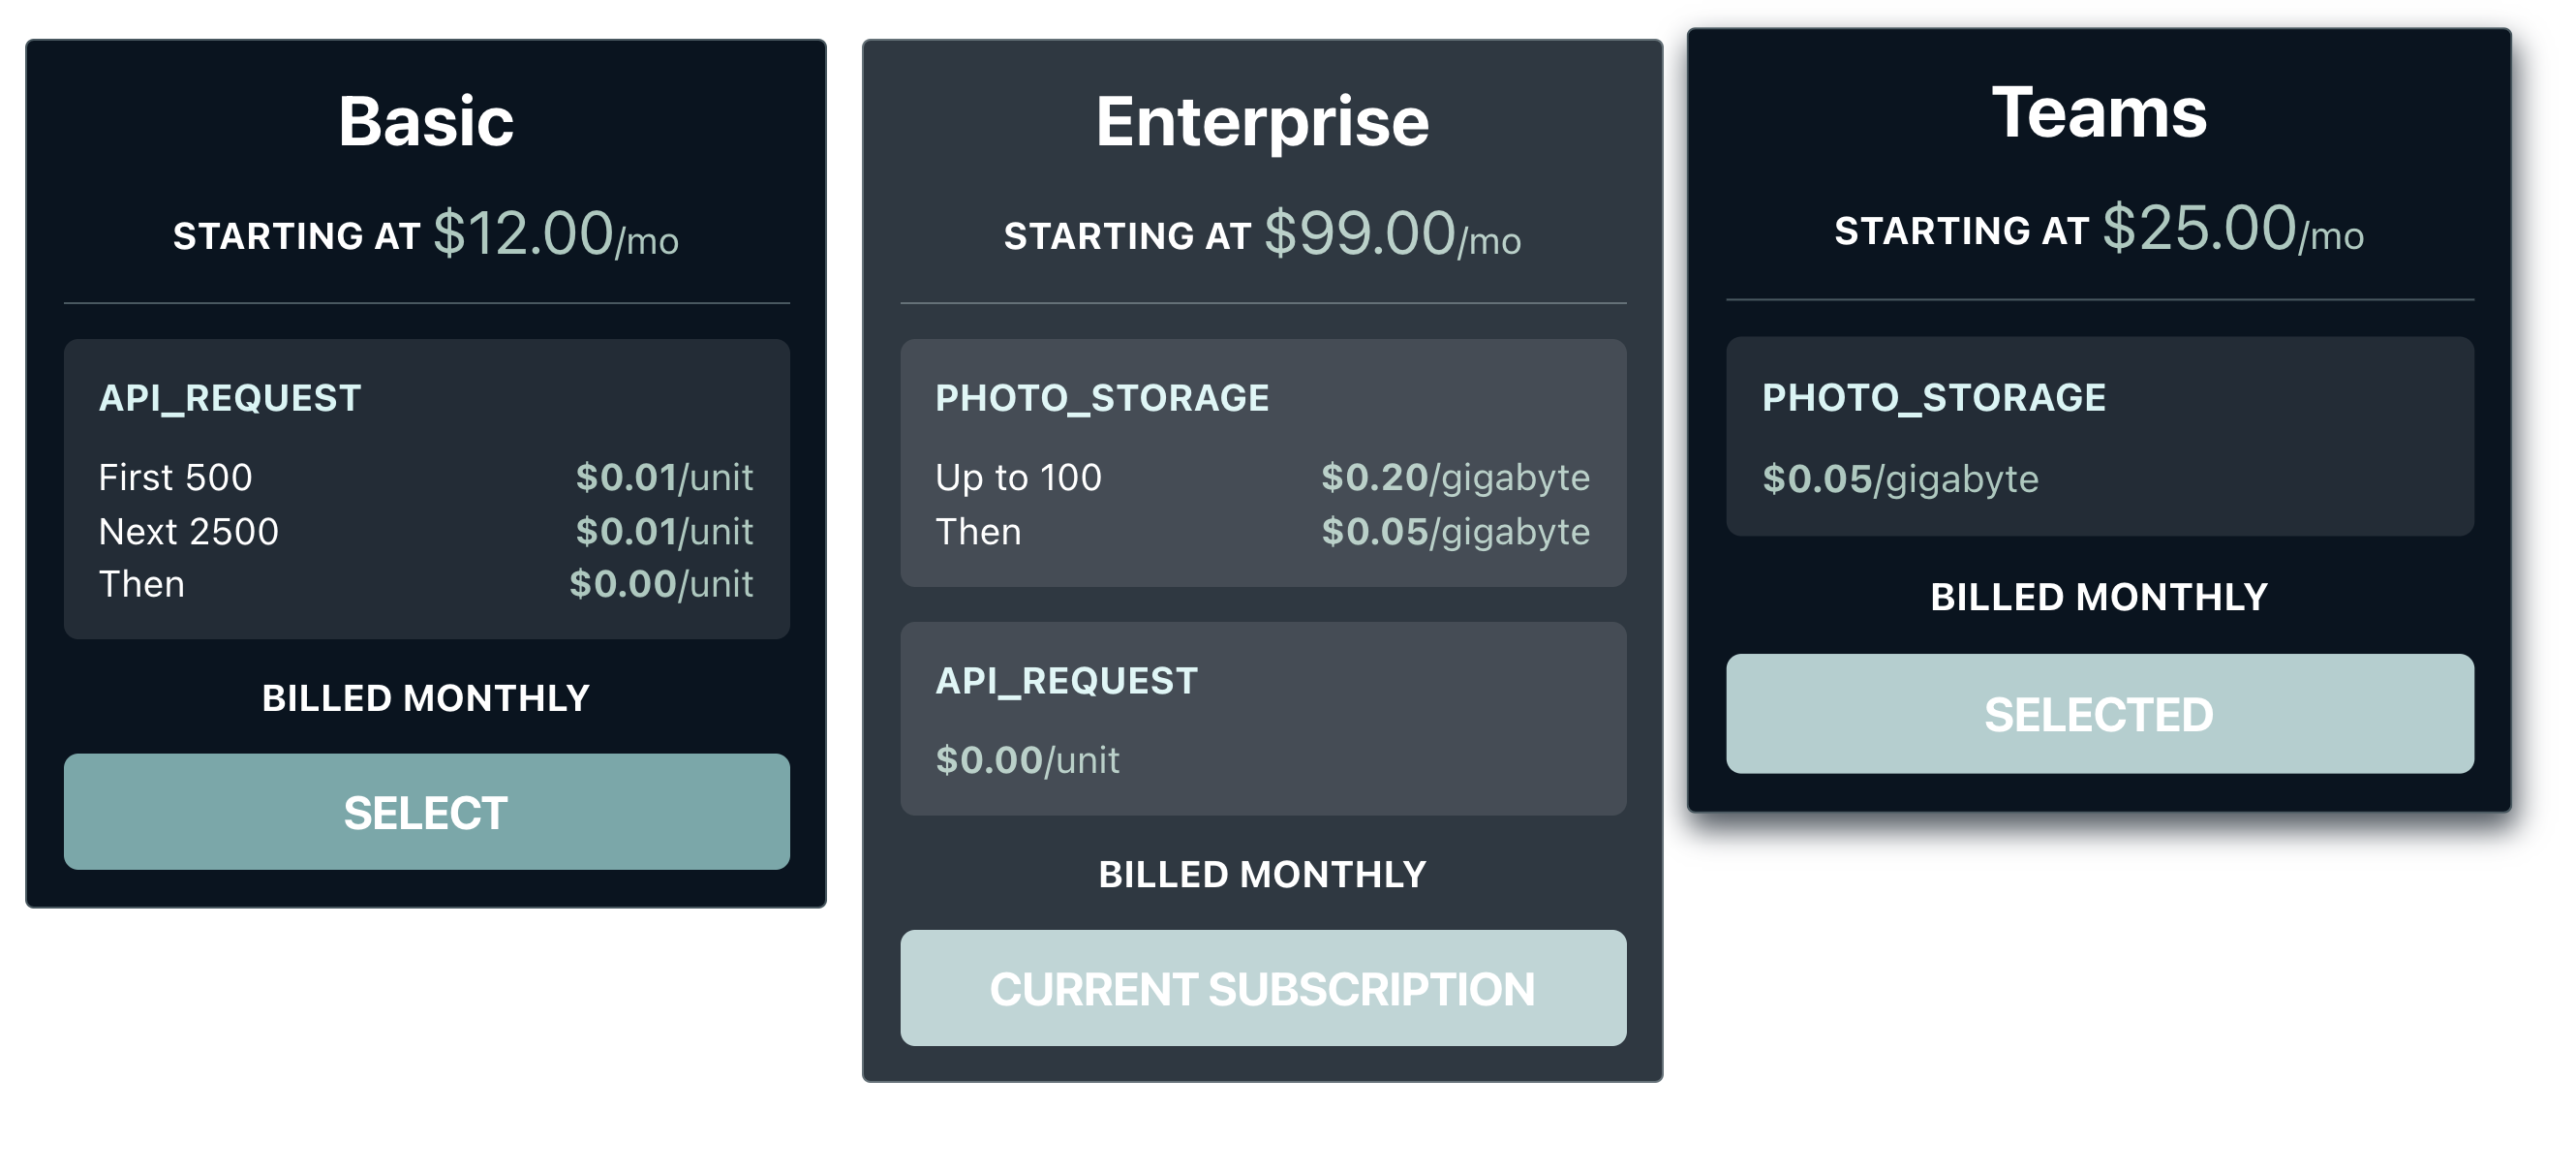 Basic
STARTING AT $12.00/mo
API_REQUEST
First 500 $0.01/unit
Next 2500 $0.01/unit
Then $0.00/unit
BILLED MONTHLY
SELECT
Enterprise
STARTING AT $99.00/mo
PHOTO_STORAGE
Up to 100 $0.20/gigabyte
Then $0.05/gigabyte
API_REQUEST
$0.00/unit
BILLED MONTHLY
CURRENT SUBSCRIPTION
Teams
STARTING AT $25.00/mo
PHOTO_STORAGE
$0.05/gigabyte
BILLED MONTHLY
SELECTED